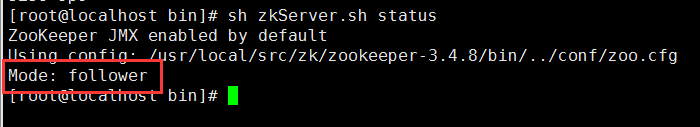 [root@localhost bin]# sh zkServer.sh status
ZooKeeper JMX enabled by default
Using config: /usr/local/src/zk/zookeeper-3.4.8/bin/../conf/zoo.cfg
Mode: follower
[root@localhost bin]#